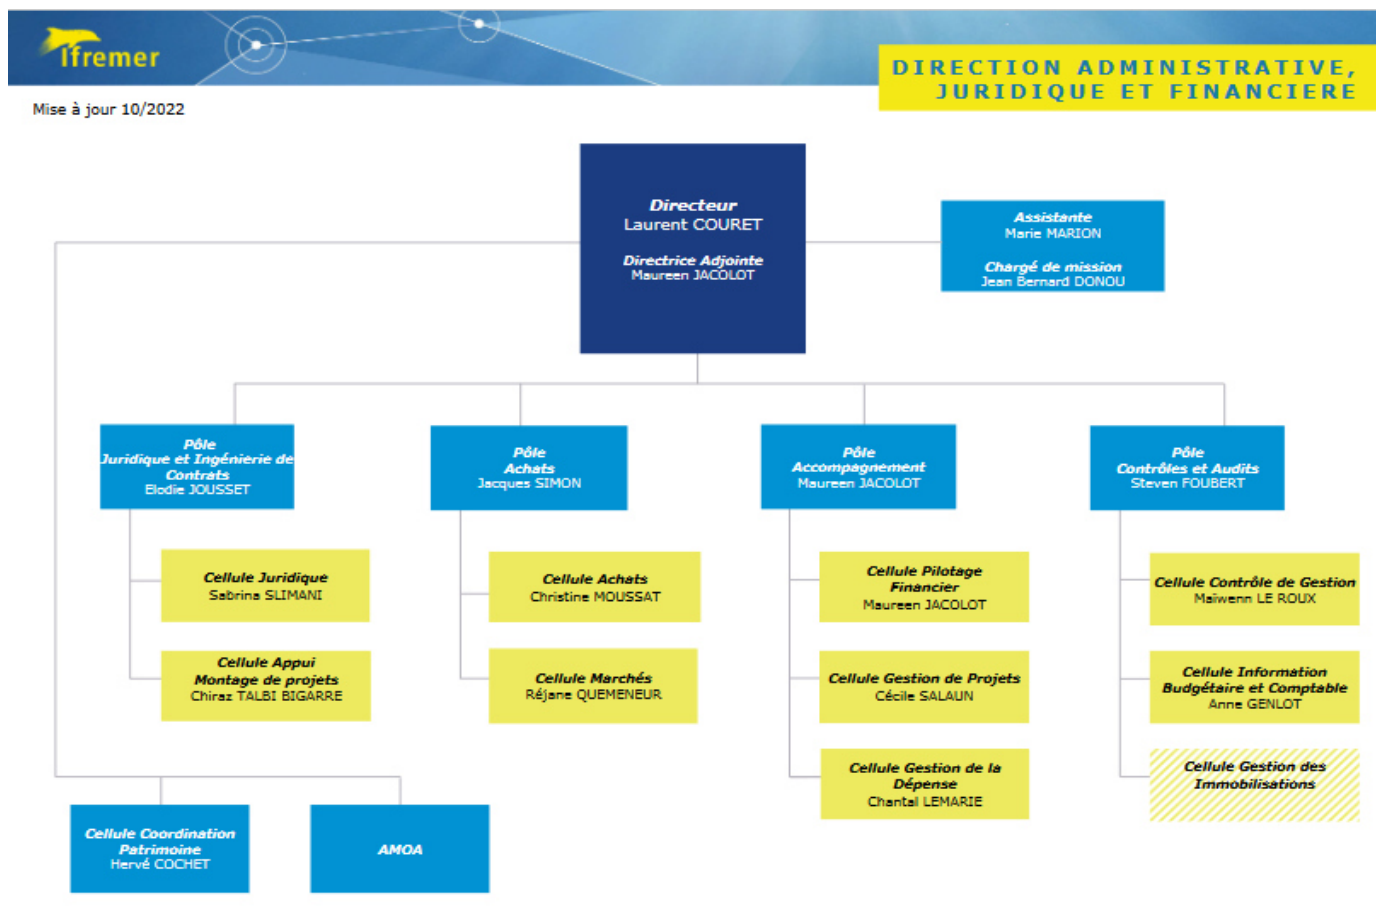 Ifremer
DIRECTION ADMINISTRATIVE,
JURIDIQUE ET FINANCIERE
Mise à jour 10/2022
Directeur
Laurent COURET
Directrice Adjointe
Maureen JACOLOT
Assistante
Marie MARION
Chargé de mission
Jean Bernard DONOU
Pôle
Juridique et Ingénierie de
Contrats
Elodie JOUSSET
Pôle
Achats
Jacques SIMON
Pôle
Accompagnement
Maureen JACOLOT
Pôle
Contrôles et Audits
Steven FOUBERT
Cellule Juridique
Sabrina SLIMANI
Cellule Achats
Christine MOUSSAT
Cellule Pilotage
Financier
Maureen JACOLOT
Cellule Contrôle de Gestion
Maïwenn LE ROUX
Cellule Appui
Montage de projets
Chiraz TALBI BIGARRE
Cellule Marchés
Réjane QUEMENEUR
Cellule Gestion de Projets
Cécile SALAUN
Cellule Information
Budgétaire et Comptable
Anne GENLOT
Cellule Gestion de la
Dépense
Chantal LEMARIE
Cellule Gestion des
Immobilisations
Cellule Coordination
Patrimoine
Hervé COCHET
AMOA